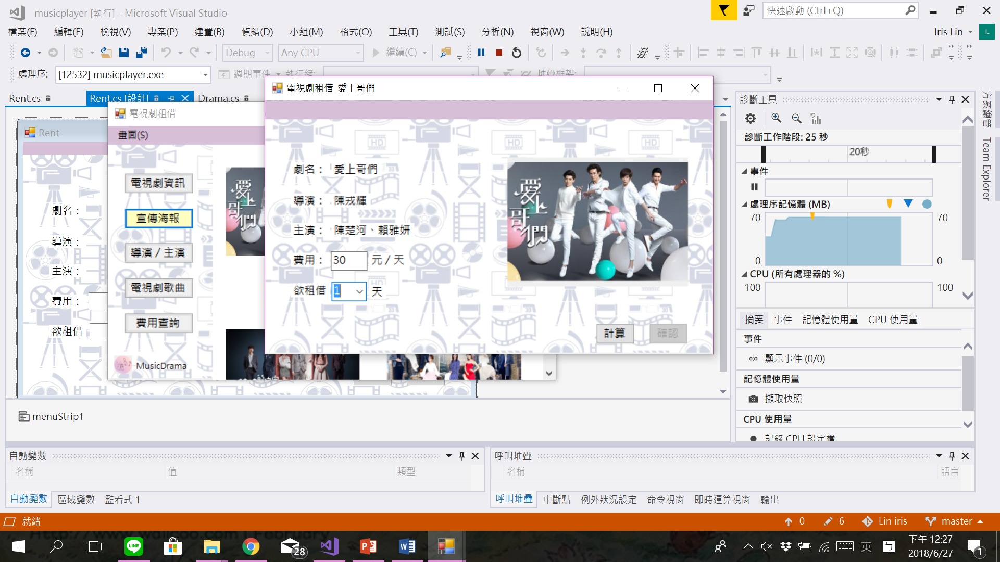 musicplayer [執行] - Microsoft Visual Studio
快速啟動 (Ctrl+Q)
檔案(F) 編輯(E) 檢視(V) 專案(P) 建置(B) 偵錯(D) 小組(M) 格式(O) 工具(T) 測試(S) 分析(N) 視窗(W) 說明(H)
Iris Lin
IL
Debug
Any CPU
繼續(C)
處理序: [12532] musicplayer.exe
週期事件
執行緒:
堆疊框架:
Rent.cs
Rent.cs [設計]
Drama.cs
Rent
劇名：
導演：
主演：
費用：
欲租借
電視劇租借
畫面(S)
電視劇資訊
宣傳海報
導演 / 主演
電視劇歌曲
費用查詢
MusicDrama
電視劇租借_愛上哥們
劇名： 愛上哥們
導演： 陳戎輝
主演： 陳楚河、賴雅妍
費用： 30 元 / 天
欲租借 1 天
愛上哥們
計算
確認
menuStrip1
診斷工具
診斷工作階段: 25 秒
20秒
事件
處理序記憶體 (MB)
70 70
0 0
CPU (所有處理器的 %)
100 100
摘要 事件 記憶體使用量 CPU 使用量
事件
顯示事件 (0/0)
記憶體使用量
擷取快照
CPU 使用量
記錄 CPU 設定檔
方案總管
Team Explorer
自動變數
名稱 值 類型
自動變數 區域變數 監看式 1
呼叫堆疊
名稱 語言
呼叫堆疊 中斷點 例外狀況設定 命令視窗 即時運算視窗 輸出
就緒
0 6 Lin iris master
LINE
28
英
下午 12:27
2018/6/27
1